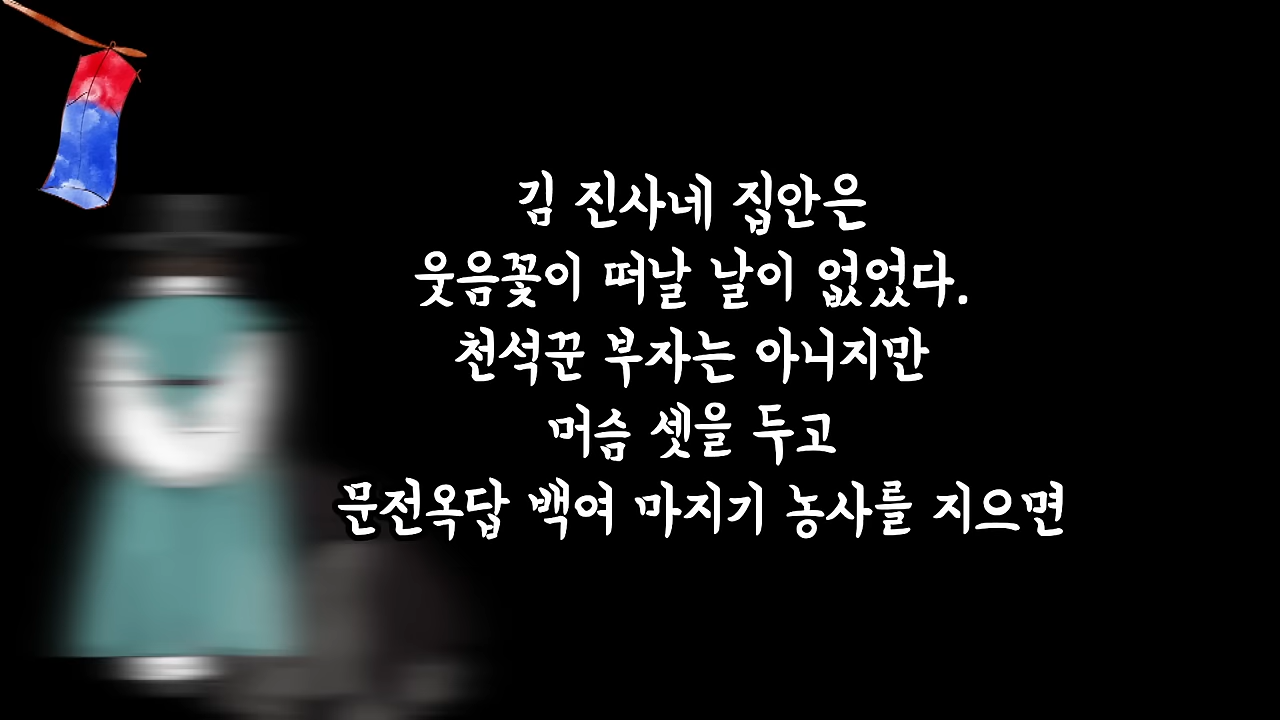 김 진사네 집안은
웃음꽃이 떠날 날이 없었다.
천석꾼 부자는 아니지만
머슴 셋을 두고
문전옥답 백여 마지기 농사를 지으면